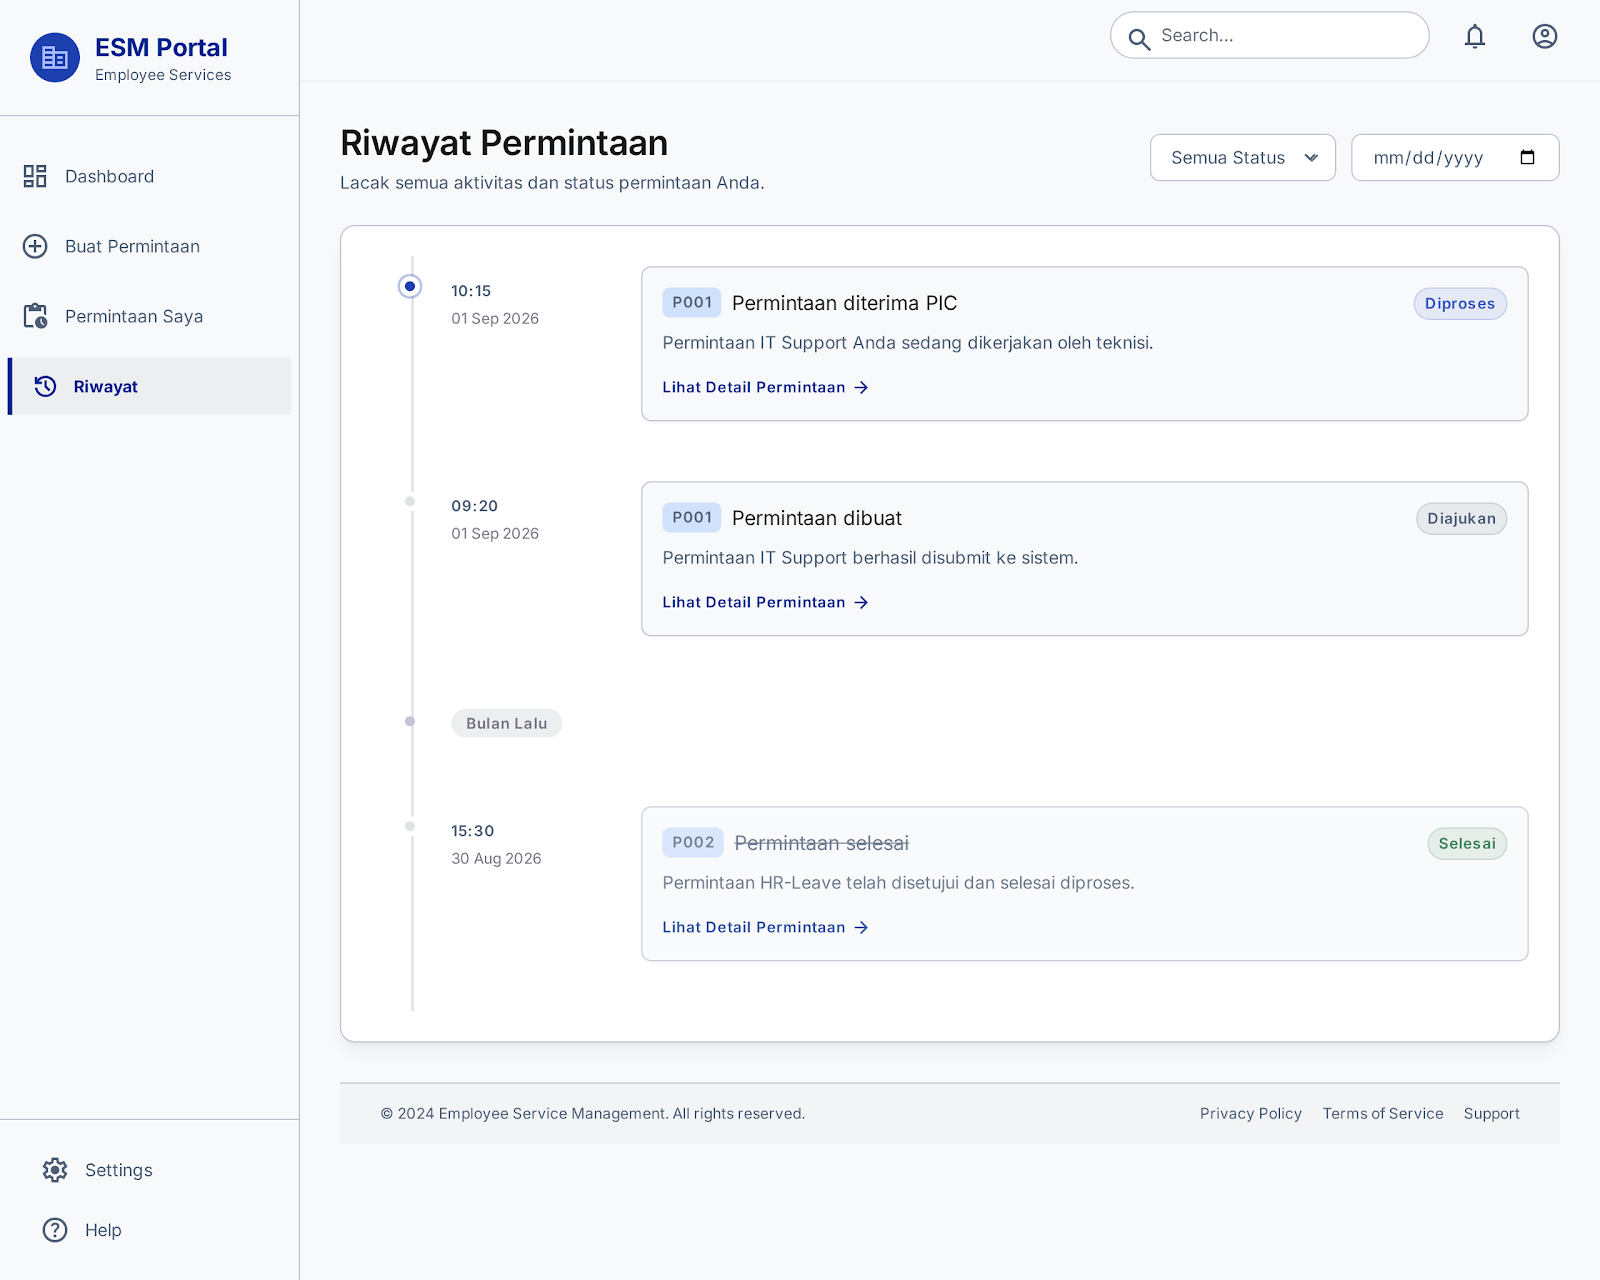 ESM Portal
Employee Services
Dashboard
Buat Permintaan
Permintaan Saya
Riwayat
Settings
Help
Search...
Riwayat Permintaan
Lacak semua aktivitas dan status permintaan Anda.
Semua Status
mm/dd/yyyy
10:15
01 Sep 2026
P001 Permintaan diterima PIC
Diproses
Permintaan IT Support Anda sedang dikerjakan oleh teknisi.
Lihat Detail Permintaan →
09:20
01 Sep 2026
P001 Permintaan dibuat
Diajukan
Permintaan IT Support berhasil disubmit ke sistem.
Lihat Detail Permintaan →
Bulan Lalu
15:30
30 Aug 2026
P002 Permintaan selesai
Selesai
Permintaan HR-Leave telah disetujui dan selesai diproses.
Lihat Detail Permintaan →
© 2024 Employee Service Management. All rights reserved.
Privacy Policy Terms of Service Support